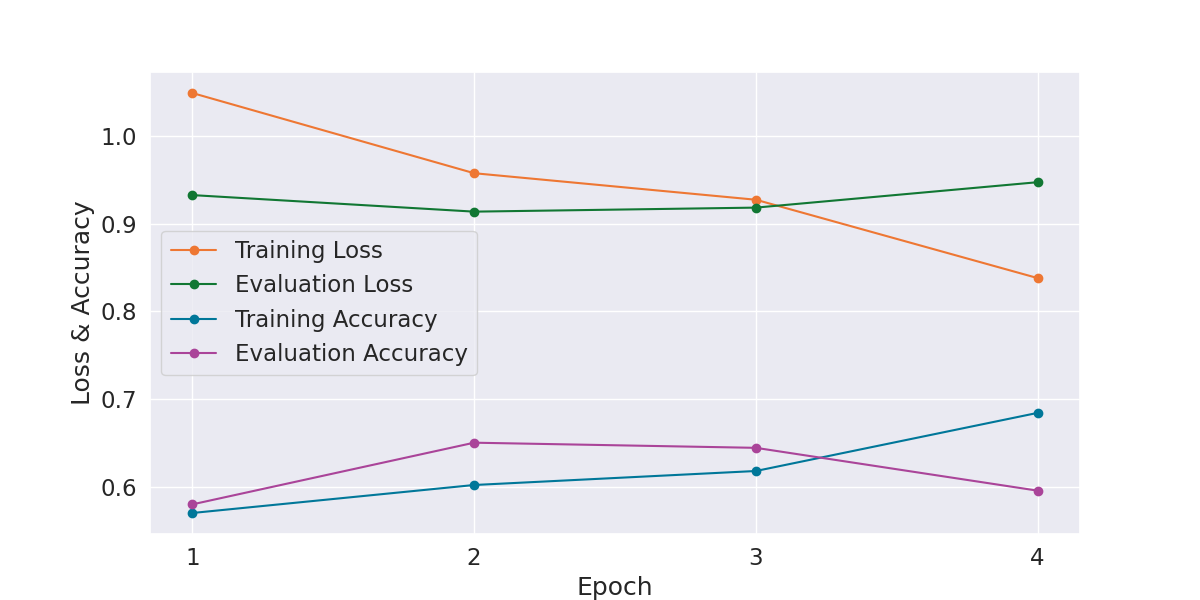 Loss & Accuracy
1.0
0.9
0.8
0.7
0.6
Training Loss
Evaluation Loss
Training Accuracy
Evaluation Accuracy
1 2 3 4
Epoch